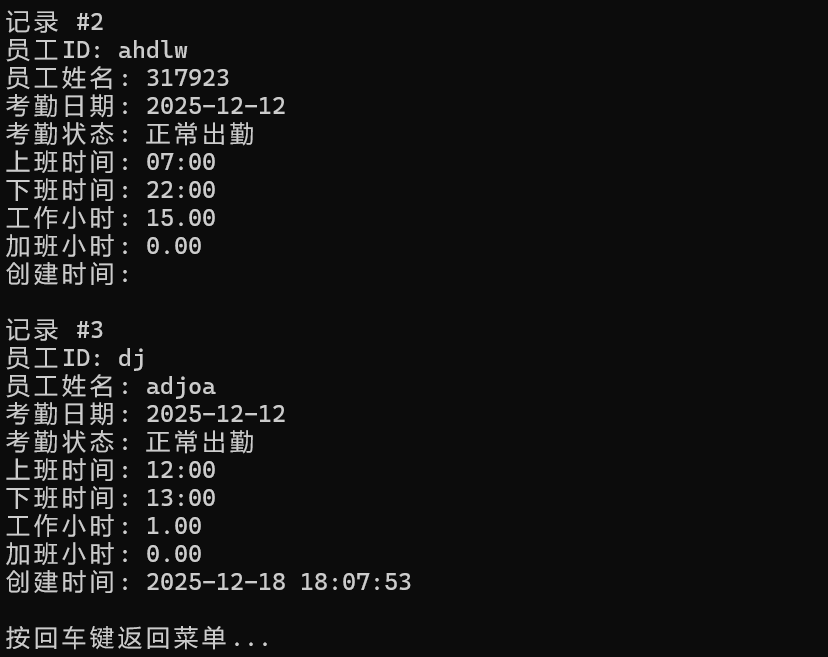 记录 #2
员工ID: ahdlw
员工姓名: 317923
考勤日期: 2025-12-12
考勤状态: 正常出勤
上班时间: 07:00
下班时间: 22:00
工作小时: 15.00
加班小时: 0.00
创建时间:
记录 #3
员工ID: dj
员工姓名: adjoa
考勤日期: 2025-12-12
考勤状态: 正常出勤
上班时间: 12:00
下班时间: 13:00
工作小时: 1.00
加班小时: 0.00
创建时间: 2025-12-18 18:07:53
按回车键返回菜单...